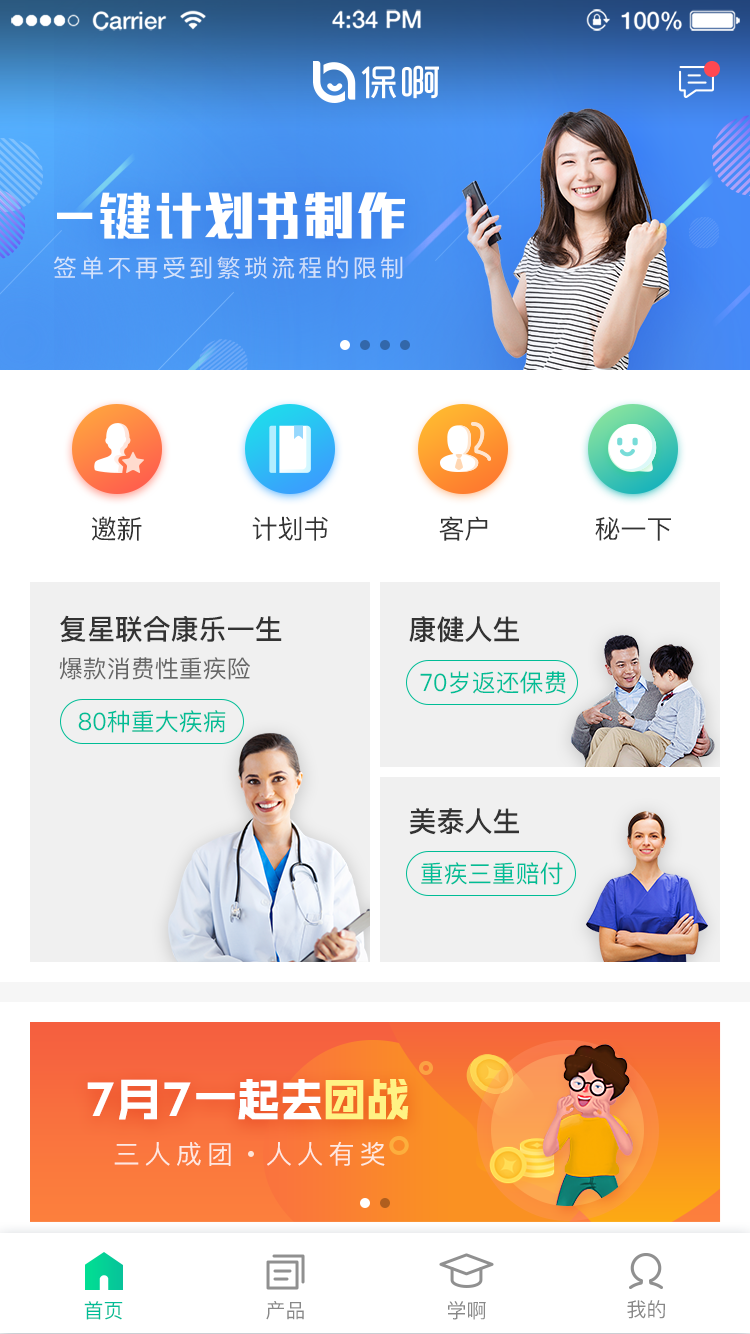 Carrier 4:34 PM 100%
保啊
一键计划书制作
签单不再受到繁琐流程的限制
邀新 计划书 客户 秘一下
复星联合康乐一生
爆款消费性重疾险
80种重大疾病
康健人生
70岁返还保费
美泰人生
重疾三重赔付
7月7一起去团战
三人成团•人人有奖
首页 产品 学啊 我的